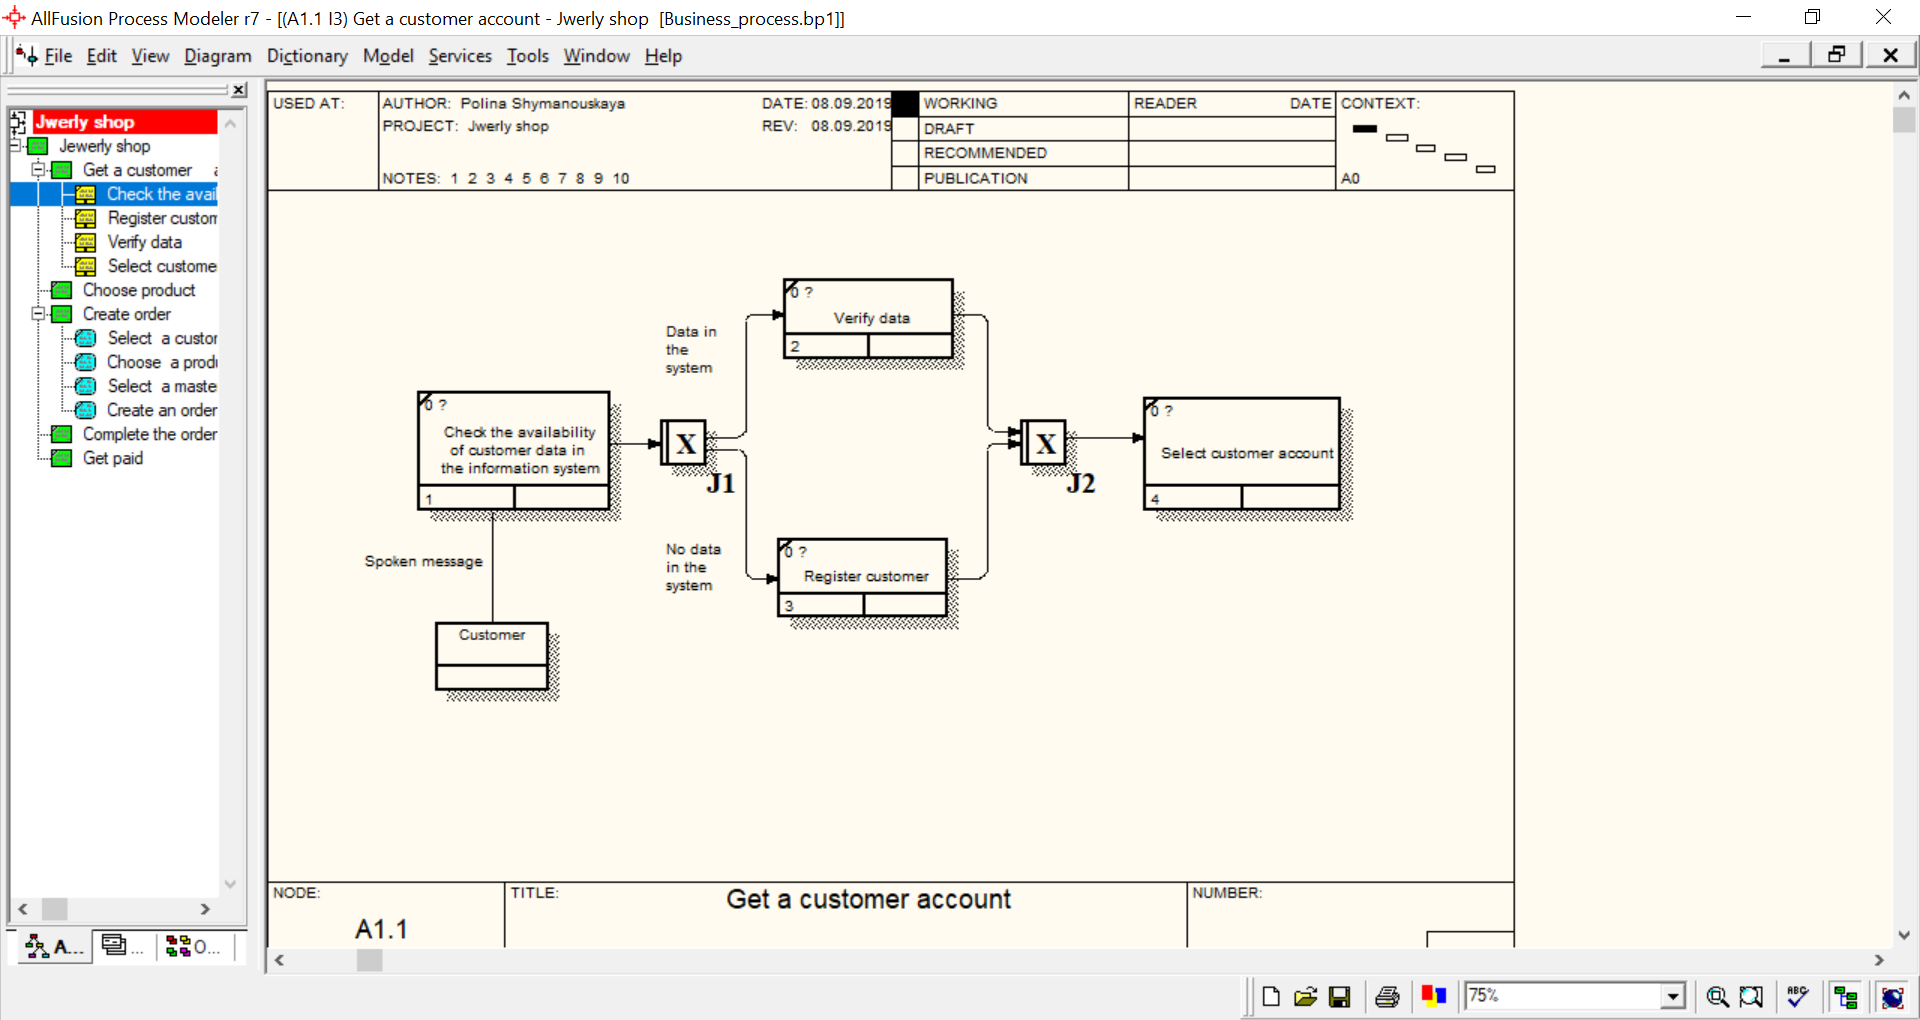 AllFusion Process Modeler r7 - [(A1.1 I3) Get a customer account - Jwerly shop [Business_process.bp1]]
File Edit View Diagram Dictionary Model Services Tools Window Help
Jwerly shop
Jewerly shop
Get a customer
Check the avail
Register custom
Verify data
Select custome
Choose product
Create order
Select a custor
Choose a produ
Select a maste
Create an order
Complete the order
Get paid
A...
...
O...
USED AT:
AUTHOR: Polina Shymanouskaya
DATE: 08.09.2019
PROJECT: Jwerly shop
REV: 08.09.2019
NOTES: 1 2 3 4 5 6 7 8 9 10
WORKING
DRAFT
RECOMMENDED
PUBLICATION
READER
DATE
CONTEXT:
A0
0 ?
Verify data
2
Data in
the
system
0 ?
Check the availability
of customer data in
the information system
1
X
J1
X
J2
0 ?
Select customer account
4
No data
in the
system
0 ?
Register customer
3
Spoken message
Customer
NODE:
A1.1
TITLE:
Get a customer account
NUMBER:
75%
ABC